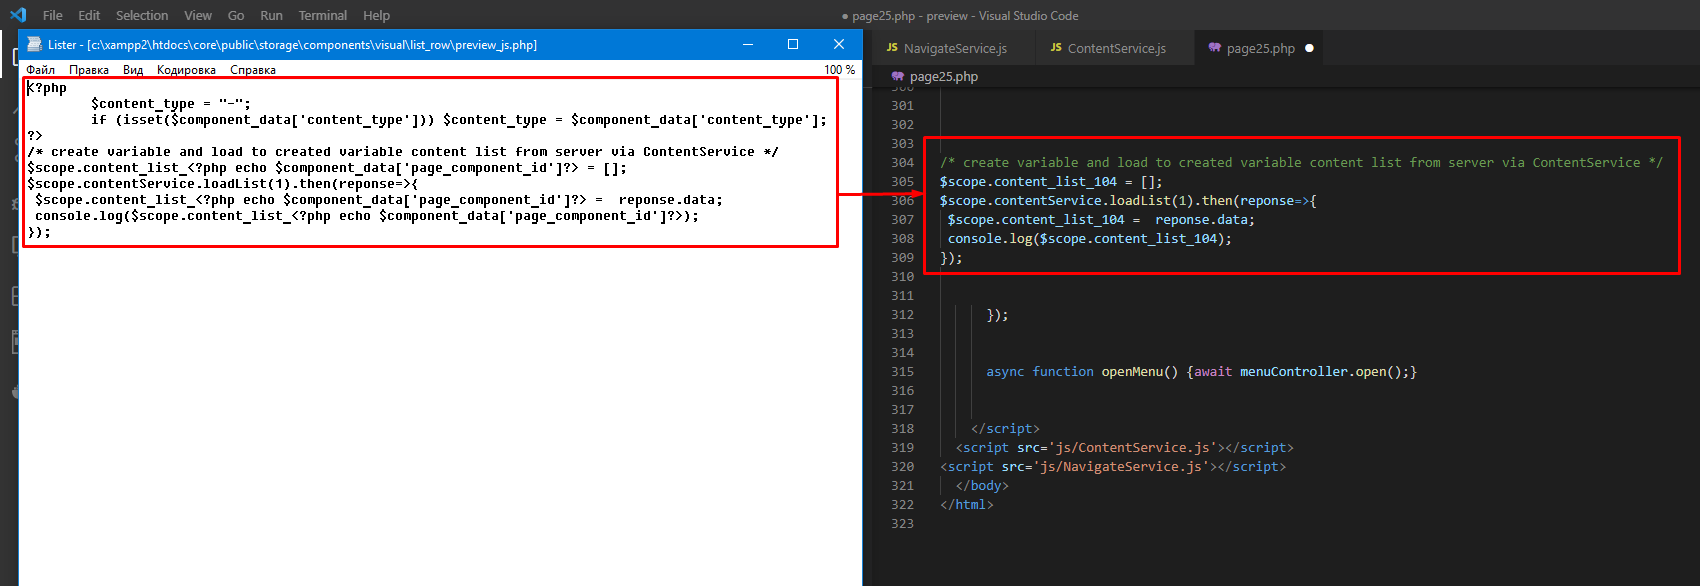 File Edit Selection View Go Run Terminal Help
● page25.php - preview - Visual Studio Code
Lister - [c:\xampp2\htdocs\core\public\storage\components\visual\list_row\preview_js.php]
Файл Правка Вид Кодировка Справка
100 %
<?php
$content_type = "-";
if (isset($component_data['content_type'])) $content_type = $component_data['content_type'];
?>
/* create variable and load to created variable content list from server via ContentService */
$scope.content_list_<?php echo $component_data['page_component_id']?> = [];
$scope.contentService.loadList(1).then(reponse=>{
$scope.content_list_<?php echo $component_data['page_component_id']?> =  reponse.data;
console.log($scope.content_list_<?php echo $component_data['page_component_id']?>);
});
JS NavigateService.js
JS ContentService.js
page25.php ●
page25.php
300
301
302
303
304 /* create variable and load to created variable content list from server via ContentService */
305 $scope.content_list_104 = [];
306 $scope.contentService.loadList(1).then(reponse=>{
307 $scope.content_list_104 =  reponse.data;
308 console.log($scope.content_list_104);
309 });
310
311
312 });
313
314
315 async function openMenu() {await menuController.open();}
316
317
318 </script>
319 <script src='js/ContentService.js'></script>
320 <script src='js/NavigateService.js'></script>
321 </body>
322 </html>
323